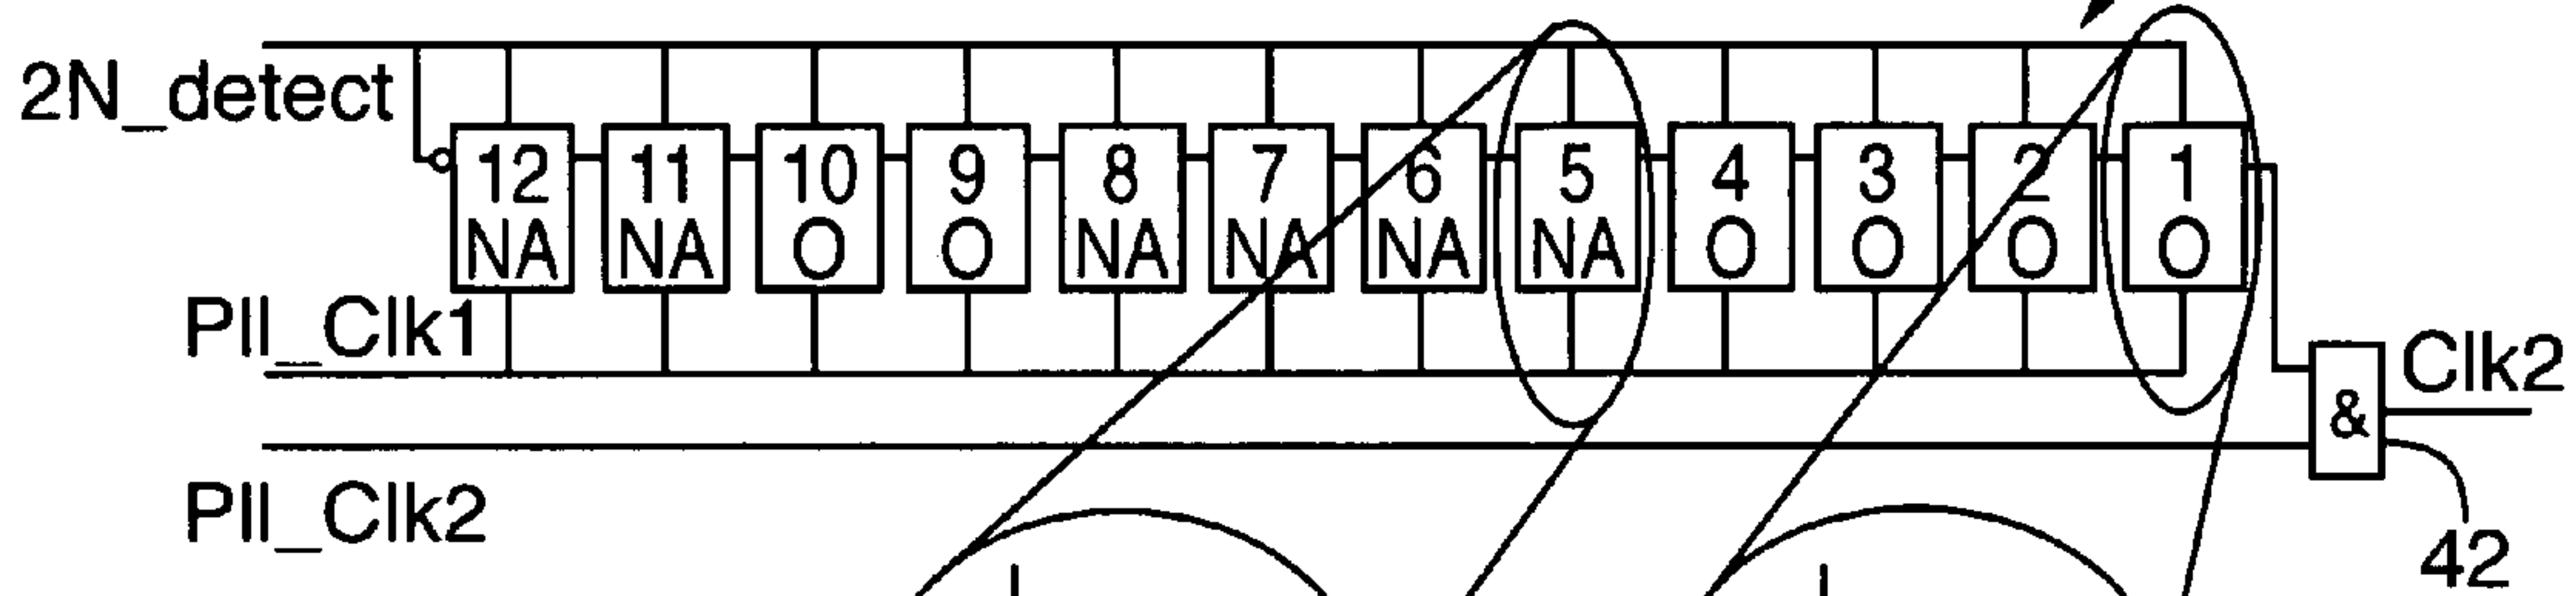 2N_detect
12 11 10 9 8 7 6 5 4 3 2 1
NA NA O O NA NA NA NA O O O O
Pll_Clk1
Clk2
&
Pll_Clk2
42